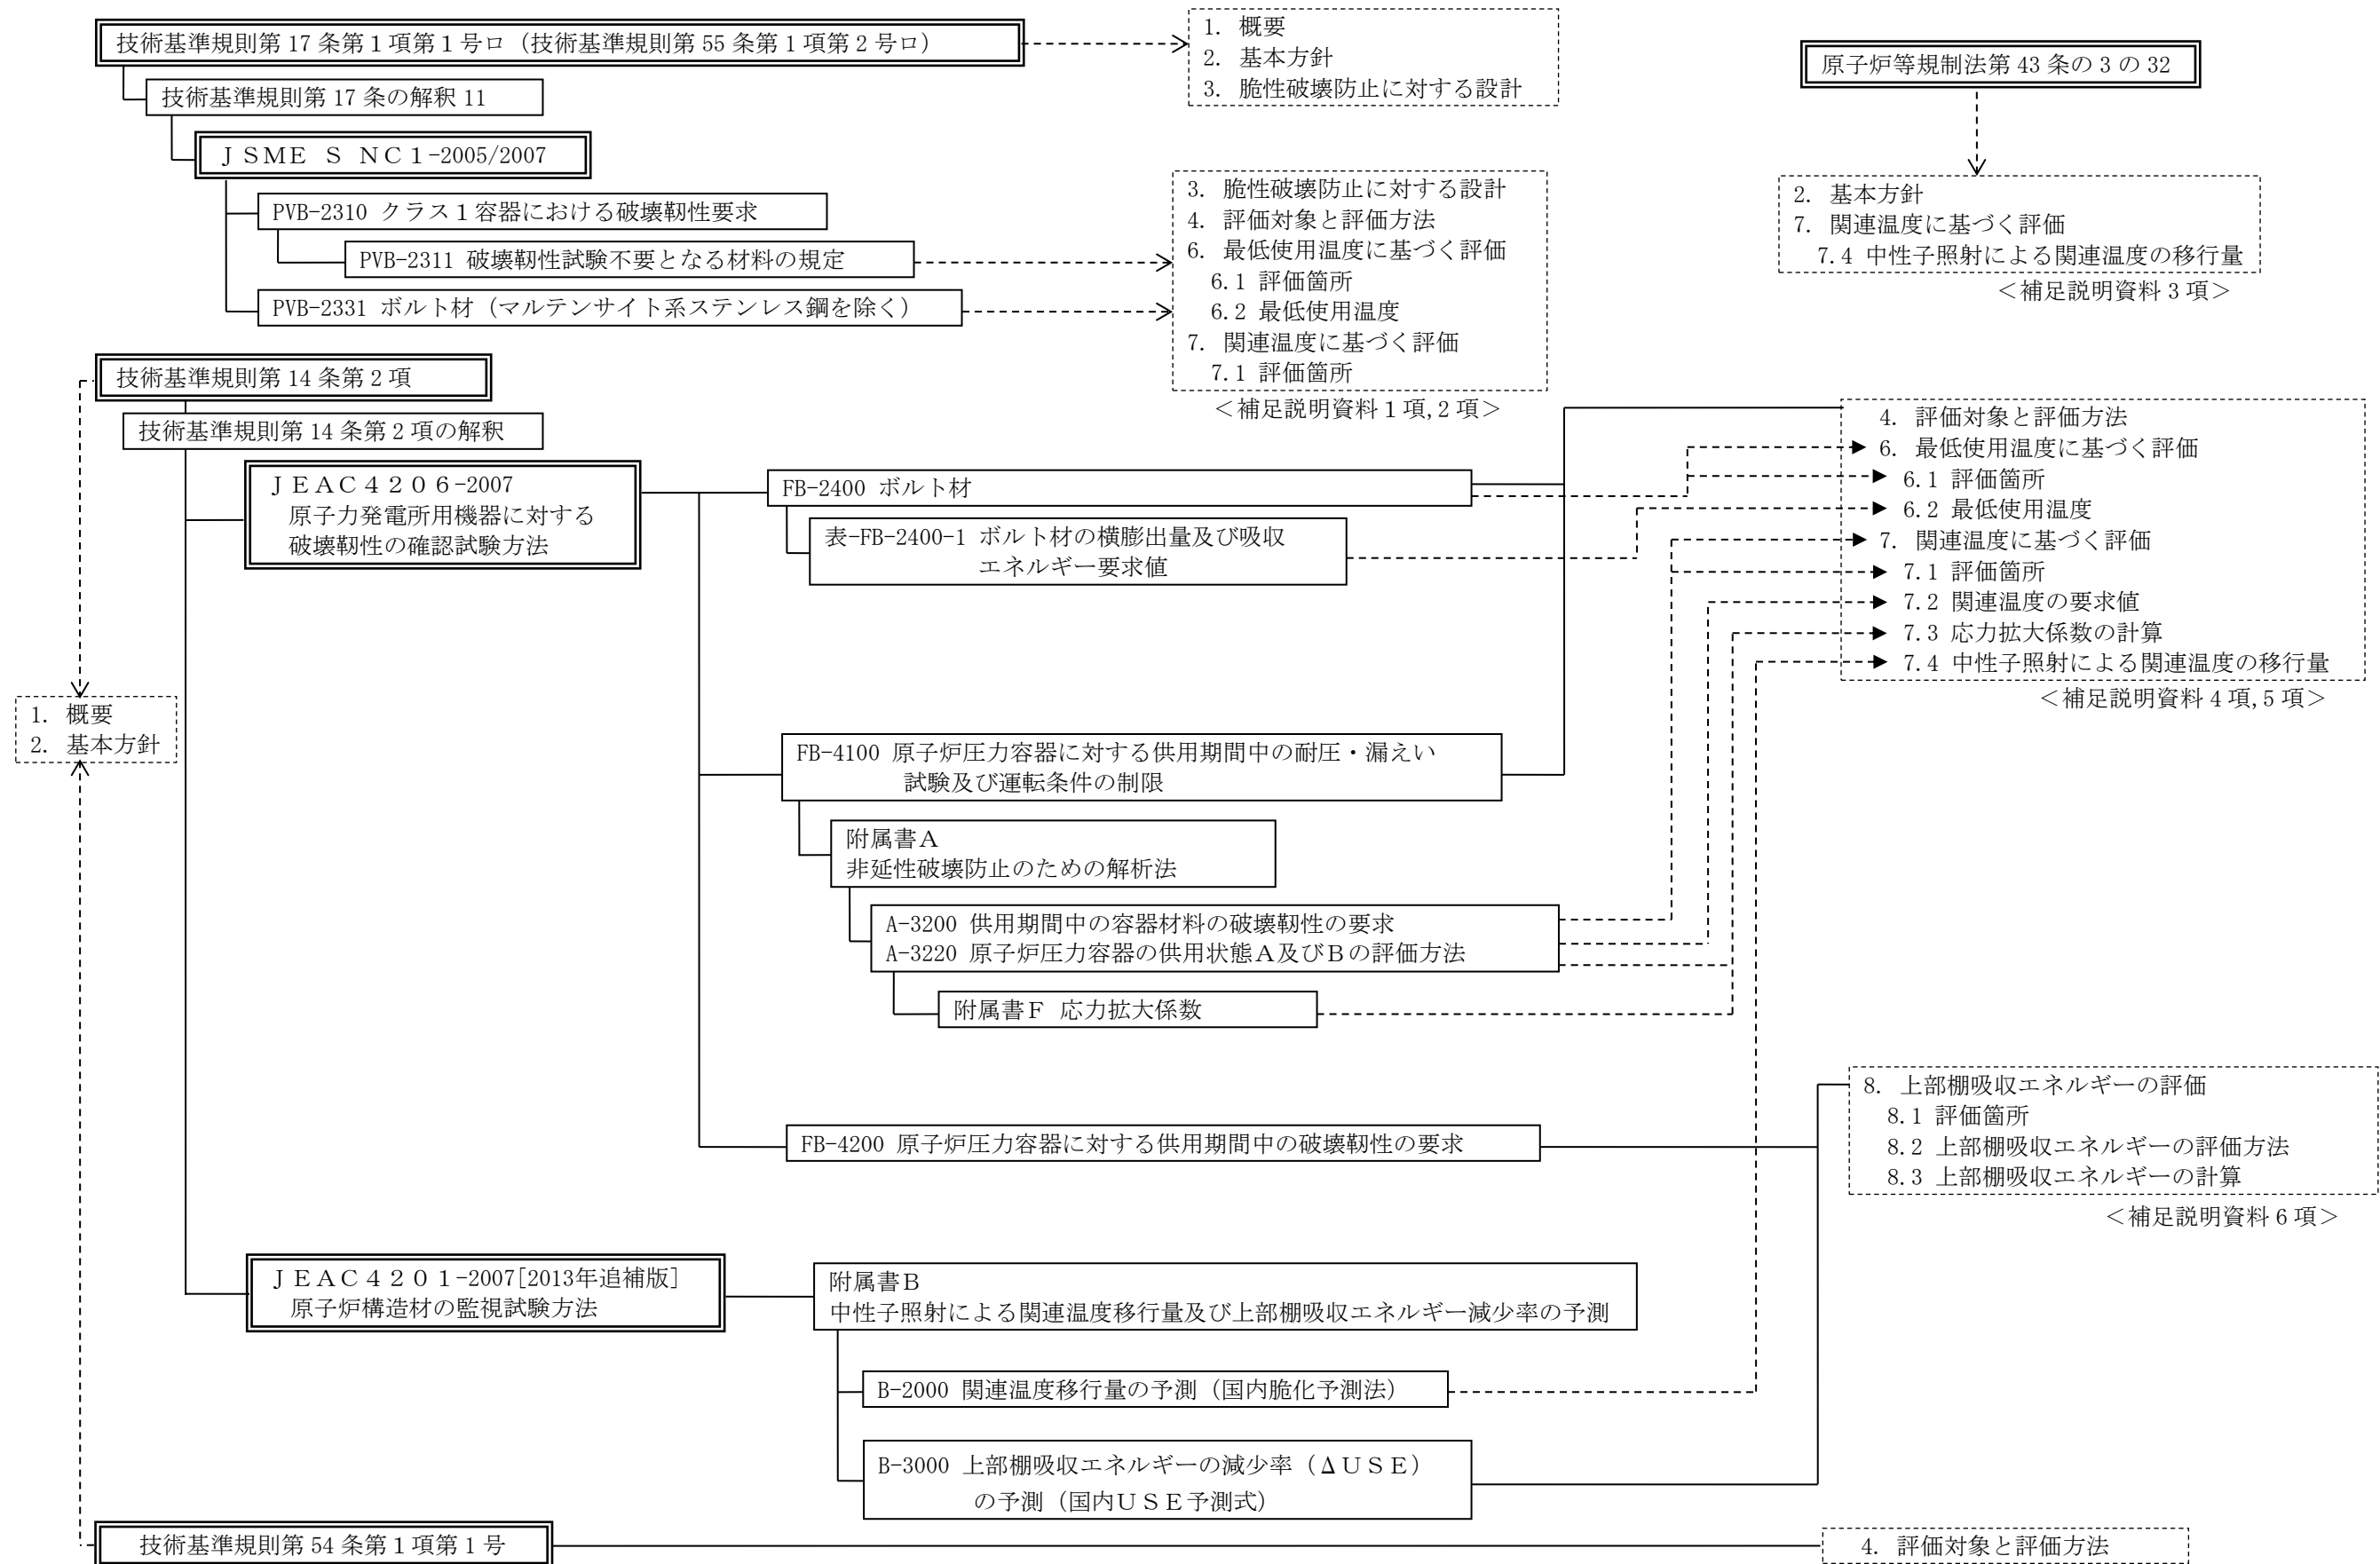 技術基準規則第 17 条第１項第１号ロ（技術基準規則第 55 条第１項第２号ロ）
技術基準規則第 17 条の解釈 11
ＪＳＭＥ Ｓ ＮＣ１-2005/2007
PVB-2310 クラス１容器における破壊靭性要求
PVB-2311 破壊靭性試験不要となる材料の規定
PVB-2331 ボルト材（マルテンサイト系ステンレス鋼を除く）
1. 概要
2. 基本方針
3. 脆性破壊防止に対する設計
原子炉等規制法第 43 条の３の 32
2. 基本方針
7. 関連温度に基づく評価
7.4 中性子照射による関連温度の移行量
＜補足説明資料３項＞
3. 脆性破壊防止に対する設計
4. 評価対象と評価方法
6. 最低使用温度に基づく評価
6.1 評価箇所
6.2 最低使用温度
7. 関連温度に基づく評価
7.1 評価箇所
＜補足説明資料１項,２項＞
技術基準規則第 14 条第２項
技術基準規則第 14 条第２項の解釈
ＪＥＡＣ４２０６-2007
原子力発電所用機器に対する
破壊靭性の確認試験方法
FB-2400 ボルト材
表-FB-2400-1 ボルト材の横膨出量及び吸収
エネルギー要求値
4. 評価対象と評価方法
6. 最低使用温度に基づく評価
6.1 評価箇所
6.2 最低使用温度
7. 関連温度に基づく評価
7.1 評価箇所
7.2 関連温度の要求値
7.3 応力拡大係数の計算
7.4 中性子照射による関連温度の移行量
＜補足説明資料４項,５項＞
1. 概要
2. 基本方針
FB-4100 原子炉圧力容器に対する供用期間中の耐圧・漏えい
試験及び運転条件の制限
附属書Ａ
非延性破壊防止のための解析法
A-3200 供用期間中の容器材料の破壊靭性の要求
A-3220 原子炉圧力容器の供用状態Ａ及びＢの評価方法
附属書Ｆ 応力拡大係数
FB-4200 原子炉圧力容器に対する供用期間中の破壊靭性の要求
8. 上部棚吸収エネルギーの評価
8.1 評価箇所
8.2 上部棚吸収エネルギーの評価方法
8.3 上部棚吸収エネルギーの計算
＜補足説明資料６項＞
ＪＥＡＣ４２０１-2007[2013年追補版]
原子炉構造材の監視試験方法
附属書Ｂ
中性子照射による関連温度移行量及び上部棚吸収エネルギー減少率の予測
B-2000 関連温度移行量の予測（国内脆化予測法）
B-3000 上部棚吸収エネルギーの減少率（ΔＵＳＥ）
の予測（国内ＵＳＥ予測式）
技術基準規則第 54 条第１項第１号
4. 評価対象と評価方法